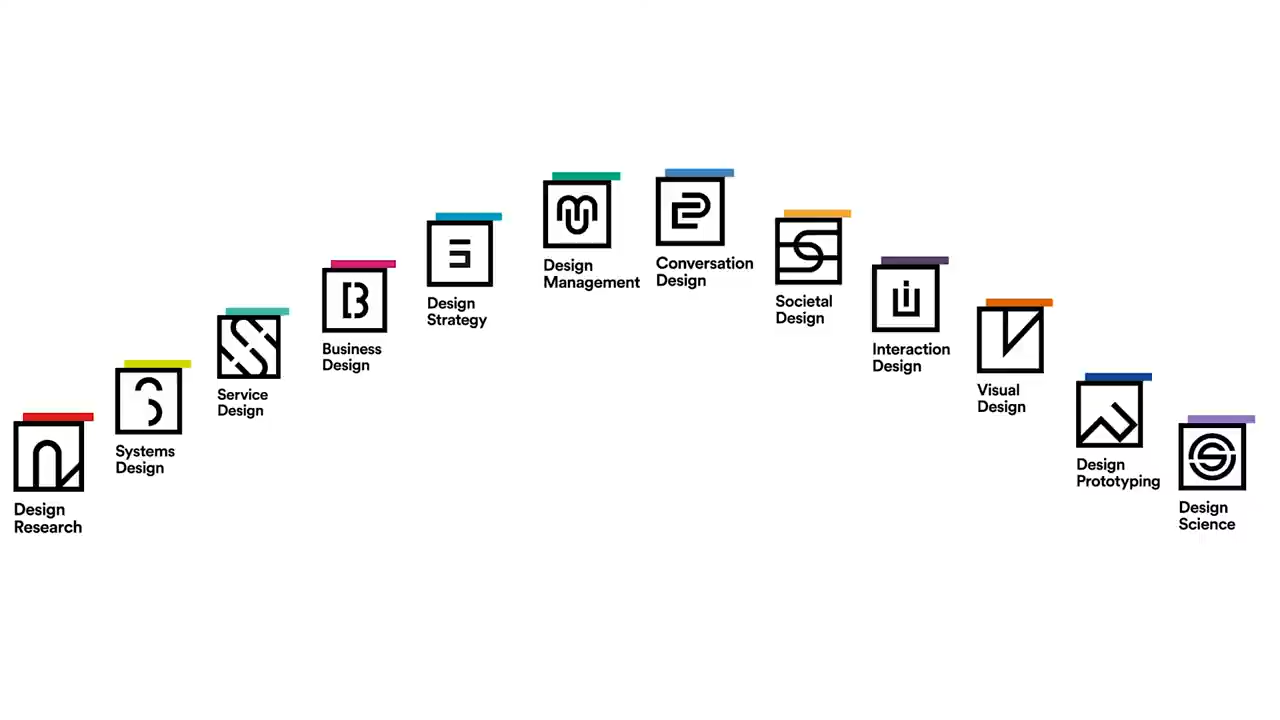 Design
Research
Systems
Design
Service
Design
Business
Design
Design
Strategy
Design
Management
Conversation
Design
Societal
Design
Interaction
Design
Visual
Design
Design
Prototyping
Design
Science